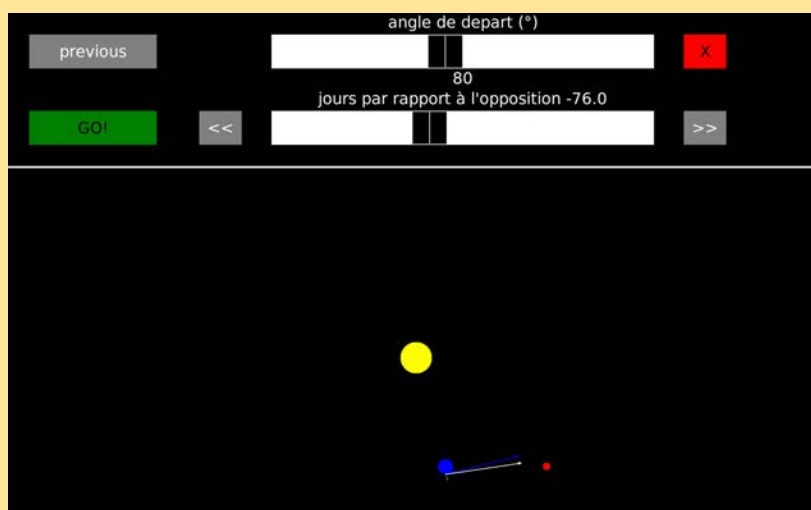 angle de depart (°)
previous
X
80
jours par rapport à l'opposition -76.0
GO!
<<
>>